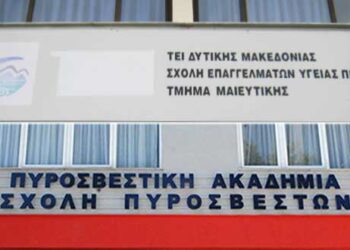 ΤΕΙ ΔΥΤΙΚΗΣ ΜΑΚΕΔΟΝΙΑΣ
ΣΧΟΛΗ ΕΠΑΓΓΕΛΜΑΤΩΝ ΥΓΕΙΑΣ Π
ΤΜΗΜΑ ΜΑΙΕΥΤΙΚΗΣ
ΠΥΡΟΣΒΕΣΤΙΚΗ ΑΚΑΔΗΜΙΑ
ΣΧΟΛΗ ΠΥΡΟΣΒΕΣΤΩΝ